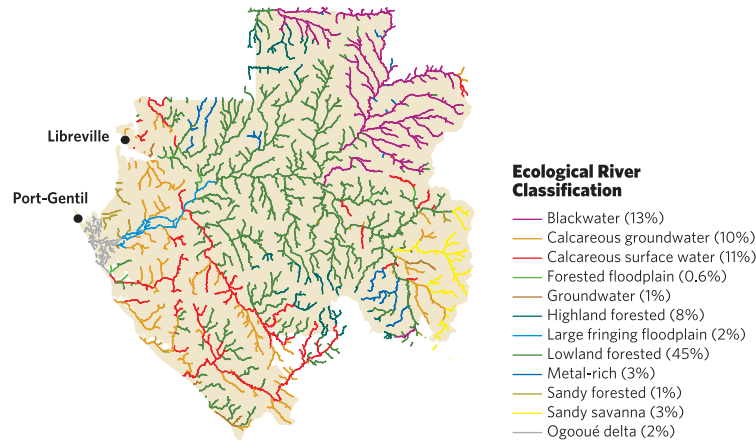 Libreville
Port-Gentil
Ecological River
Classification
Blackwater (13%)
Calcareous groundwater (10%)
Calcareous surface water (11%)
Forested floodplain (0.6%)
Groundwater (1%)
Highland forested (8%)
Large fringing floodplain (2%)
Lowland forested (45%)
Metal-rich (3%)
Sandy forested (1%)
Sandy savanna (3%)
Ogooué delta (2%)